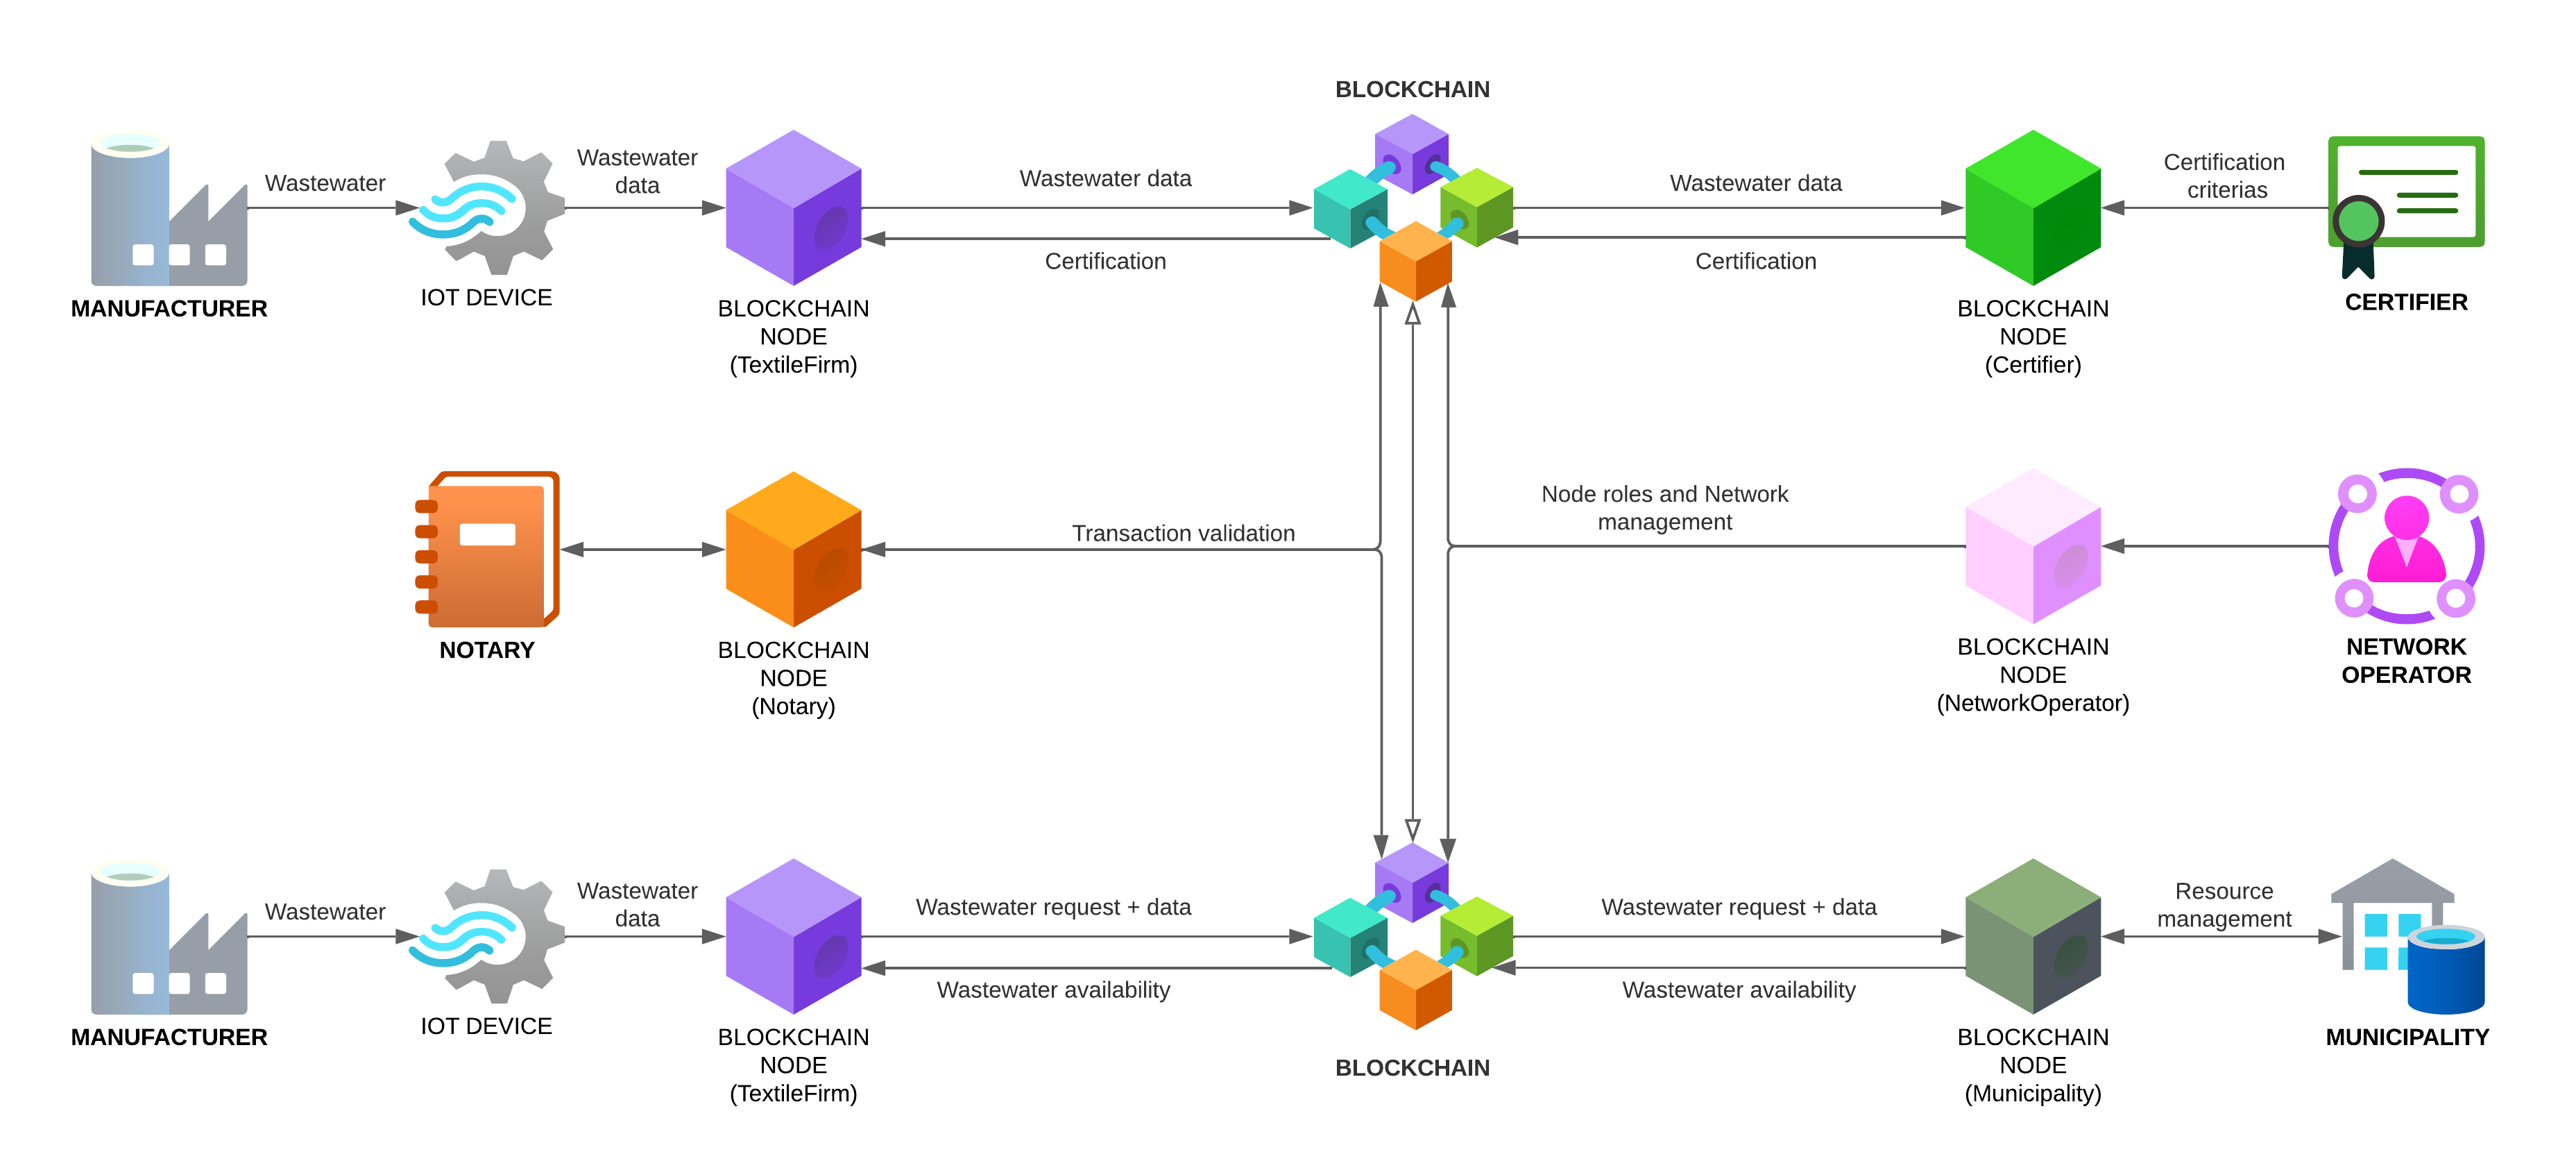 BLOCKCHAIN
Wastewater
Wastewater
data
Wastewater data
Wastewater data
Certification
criterias
Certification
Certification
MANUFACTURER
IOT DEVICE
BLOCKCHAIN
NODE
(TextileFirm)
BLOCKCHAIN
NODE
(Certifier)
CERTIFIER
Transaction validation
Node roles and Network
management
NOTARY
BLOCKCHAIN
NODE
(Notary)
BLOCKCHAIN
NODE
(NetworkOperator)
NETWORK
OPERATOR
Wastewater
Wastewater
data
Wastewater request + data
Wastewater request + data
Resource
management
Wastewater availability
Wastewater availability
MANUFACTURER
IOT DEVICE
BLOCKCHAIN
NODE
(TextileFirm)
BLOCKCHAIN
BLOCKCHAIN
NODE
(Municipality)
MUNICIPALITY